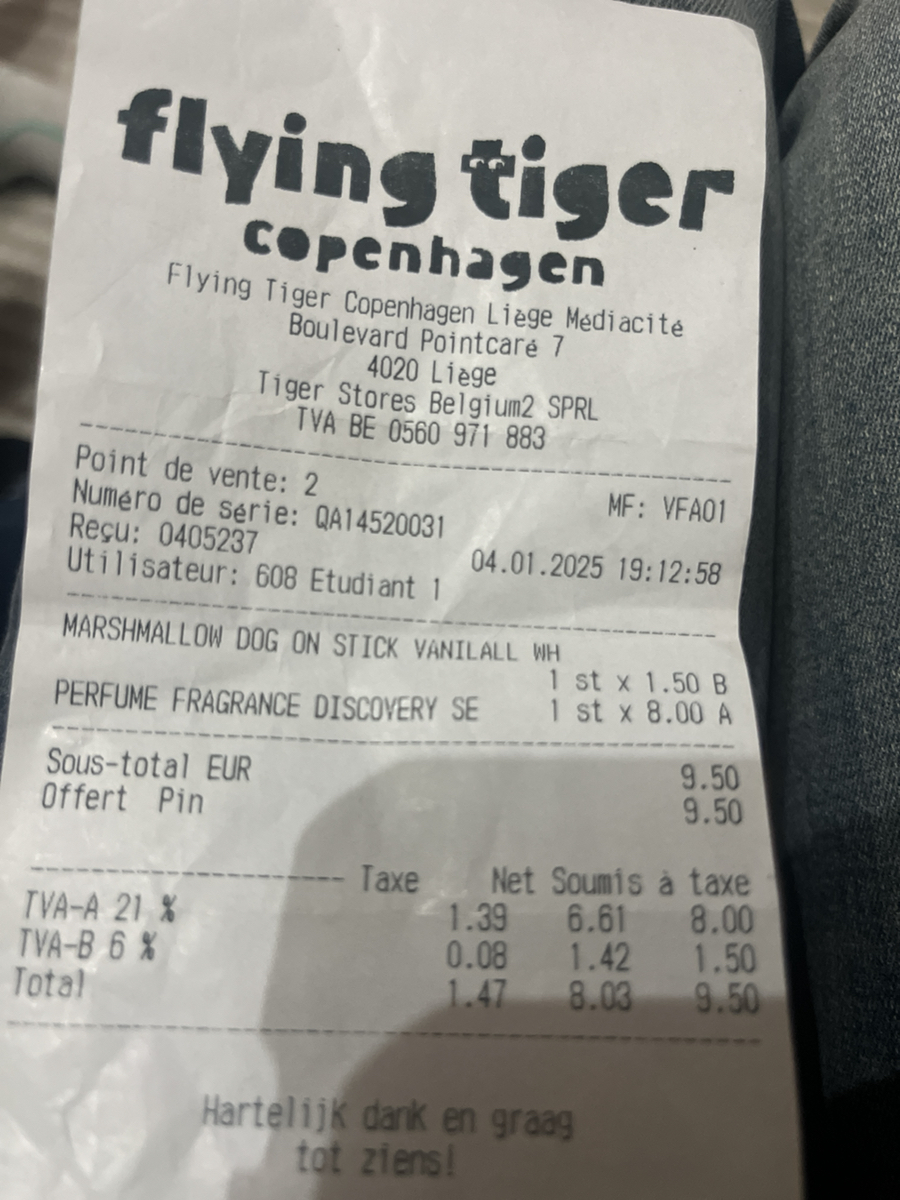 flying tiger
copenhagen
Flying Tiger Copenhagen Liège Médiacité
Boulevard Pointcaré 7
4020 Liège
Tiger Stores Belgium2 SPRL
TVA BE 0560 971 883
Point de vente: 2
Numéro de série: QA14520031 MF: VFA01
Reçu: 0405237
Utilisateur: 608 Etudiant 1 04.01.2025 19:12:58
MARSHMALLOW DOG ON STICK VANILALL WH
1 st x 1.50 B
PERFUME FRAGRANCE DISCOVERY SE 1 st x 8.00 A
Sous-total EUR 9.50
Offert Pin 9.50
Taxe Net Soumis à taxe
TVA-A 21 % 1.39 6.61 8.00
TVA-B 6 % 0.08 1.42 1.50
Total 1.47 8.03 9.50
Hartelijk dank en graag
tot ziens!